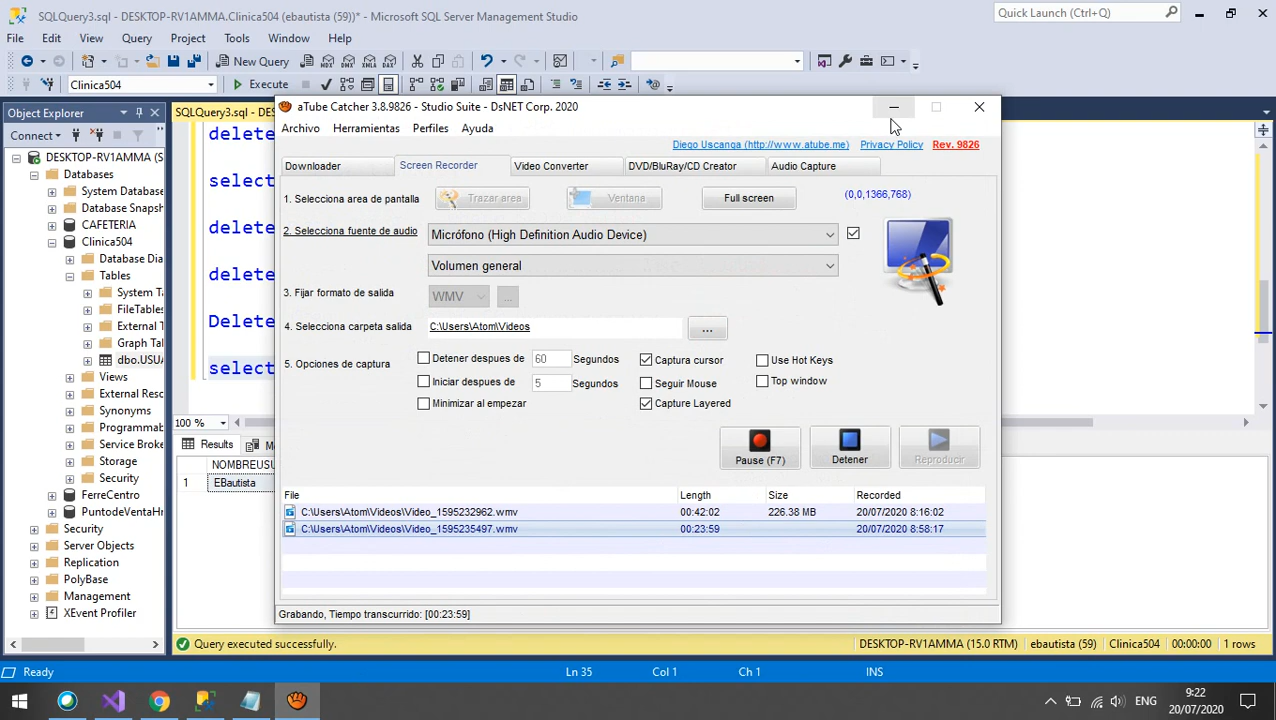 SQLQuery3.sql - DESKTOP-RV1AMMA.Clinica504 (ebautista (59))* - Microsoft SQL Server Management Studio
Quick Launch (Ctrl+Q)
File Edit View Query Project Tools Window Help
New Query MDX DMX XMLA DAX
Clinica504 Execute
Object Explorer
SQLQuery3.sql - DE
Connect
DESKTOP-RV1AMMA (15.0
Databases
System Database
Database Snaps
CAFETERIA
Clinica504
Database Dia
Tables
System Ta
FileTables
External T
Graph Tab
dbo.USUA
Views
External Reso
Synonyms
Programmab
Service Broke
Storage
Security
FerreCentro
PuntodeVentaHr
Security
Server Objects
Replication
PolyBase
Management
XEvent Profiler
delete
select
delete
delete
Delete
select
100 %
Results
NOMBREUSU
1 EBautista
aTube Catcher 3.8.9826 - Studio Suite - DsNET Corp. 2020
Archivo Herramientas Perfiles Ayuda
Diego Uscanga (http://www.atube.me) Privacy Policy Rev. 9826
Downloader Screen Recorder Video Converter DVD/BluRay/CD Creator Audio Capture
1. Selecciona area de pantalla Trazar area Ventana Full screen (0,0,1366,768)
2. Selecciona fuente de audio Micrófono (High Definition Audio Device)
Volumen general
3. Fijar formato de salida WMV ...
4. Selecciona carpeta salida C:\Users\Atom\Videos ...
5. Opciones de captura Detener despues de 60 Segundos Captura cursor Use Hot Keys
Iniciar despues de 5 Segundos Seguir Mouse Top window
Minimizar al empezar Capture Layered
Pause (F7) Detener Reproducir
File Length Size Recorded
C:\Users\Atom\Videos\Video_1595232962.wmv 00:42:02 226.38 MB 20/07/2020 8:16:02
C:\Users\Atom\Videos\Video_1595235497.wmv 00:23:59 20/07/2020 8:58:17
Grabando, Tiempo transcurrido: [00:23:59]
Query executed successfully. DESKTOP-RV1AMMA (15.0 RTM) ebautista (59) Clinica504 00:00:00 1 rows
Ready Ln 35 Col 1 Ch 1 INS
ENG 9:22
20/07/2020